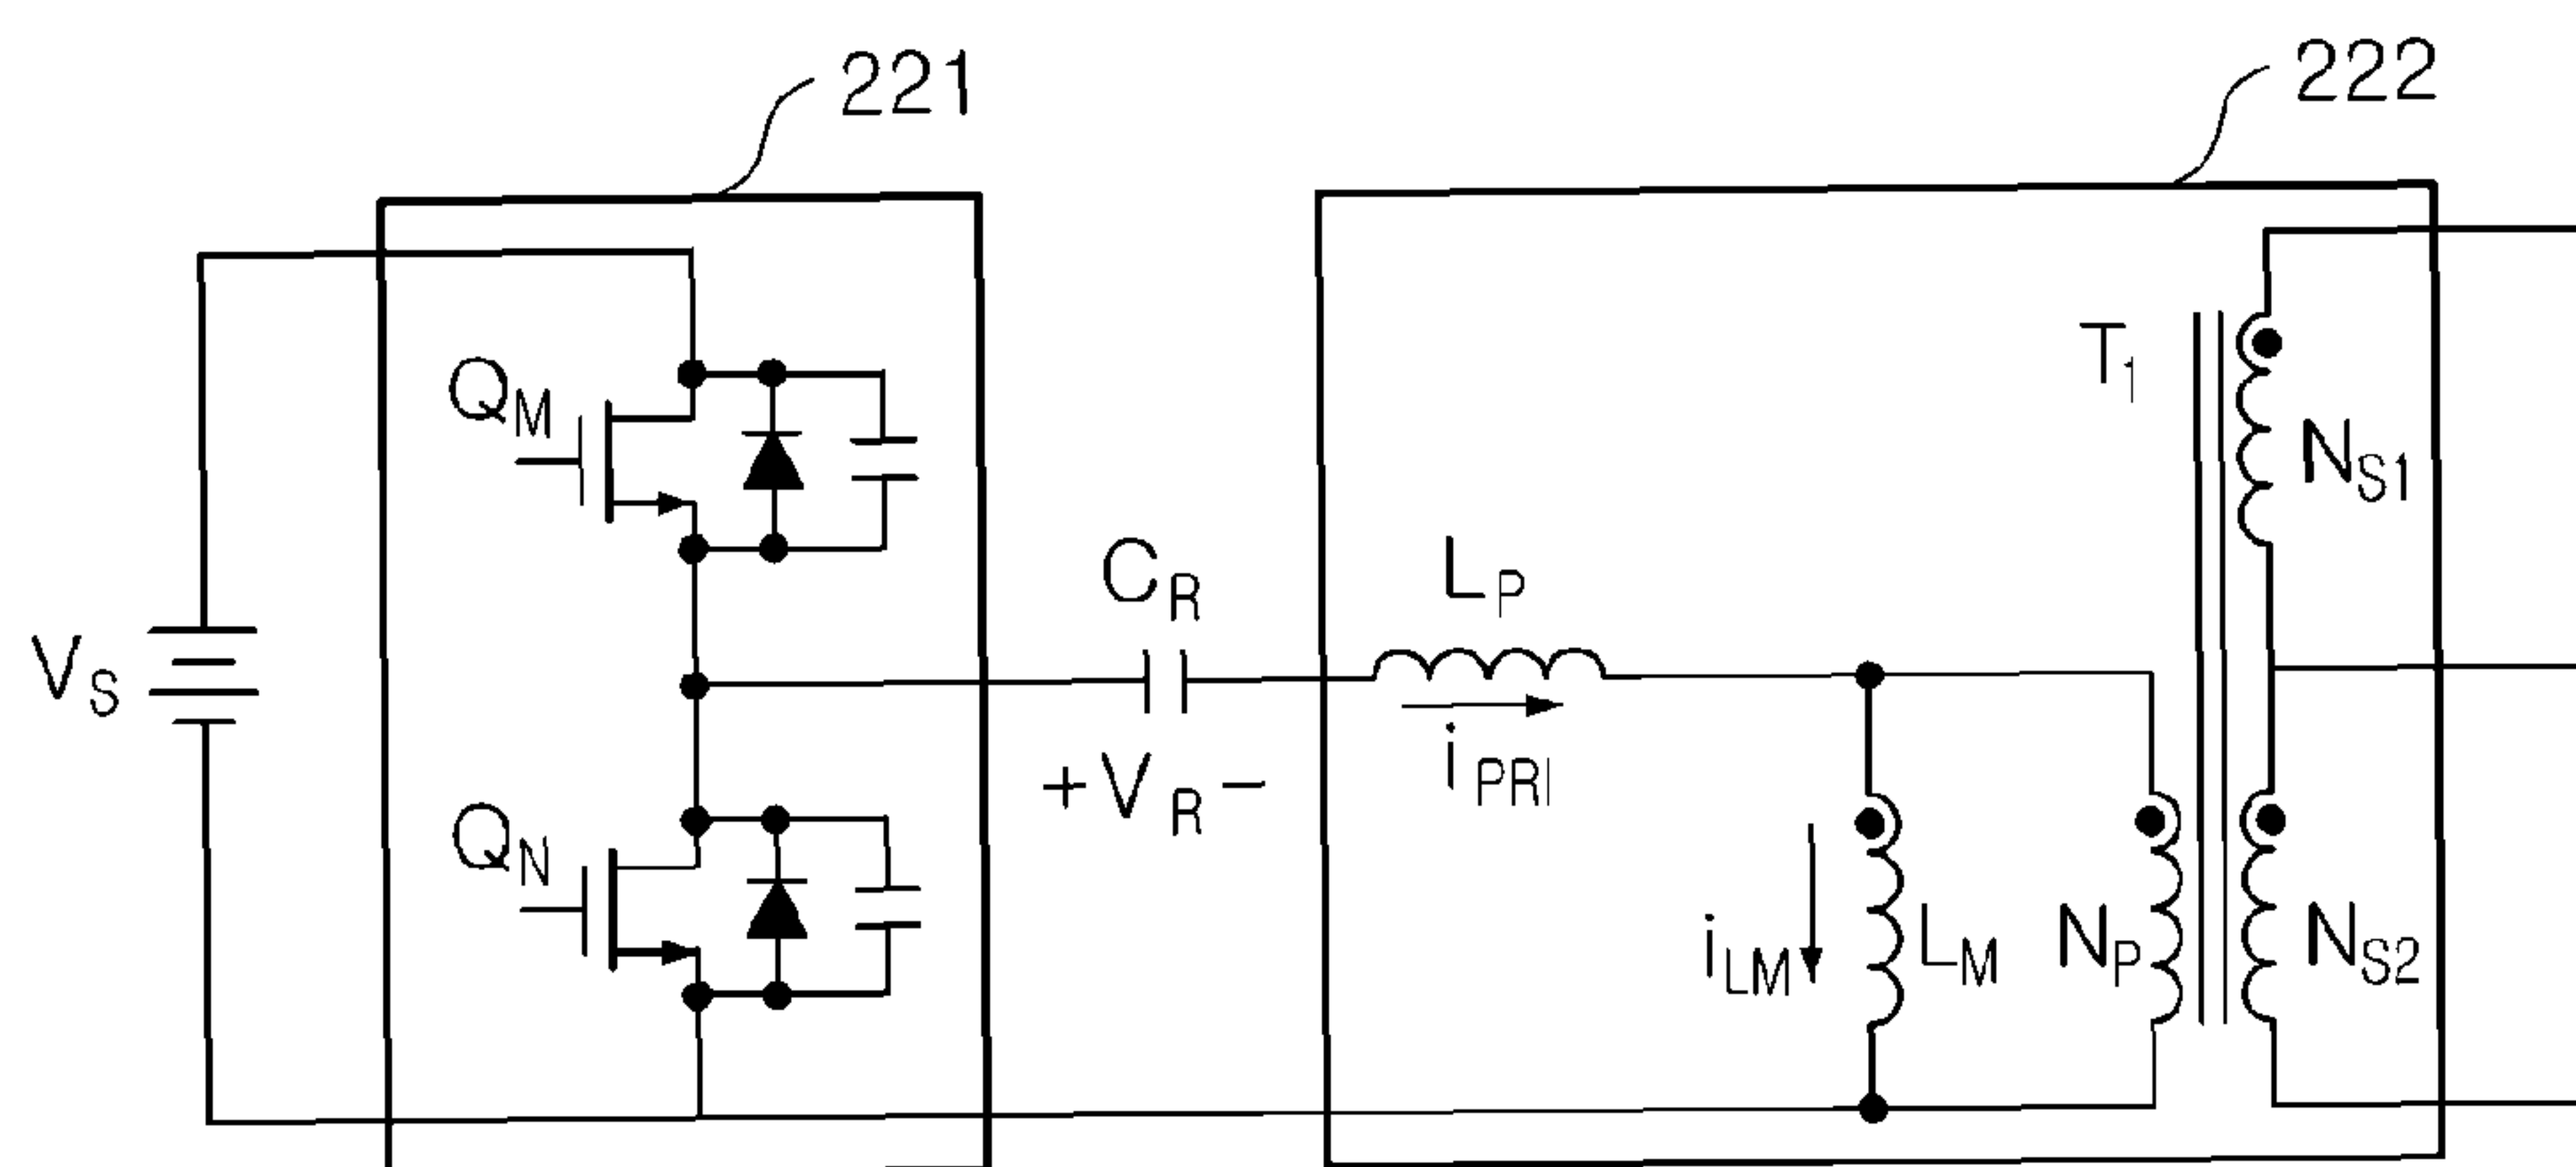 221
222
T1
QM
NS1
CR
LP
VS
+VR−
iPRI
QN
iLM
LM
NP
NS2